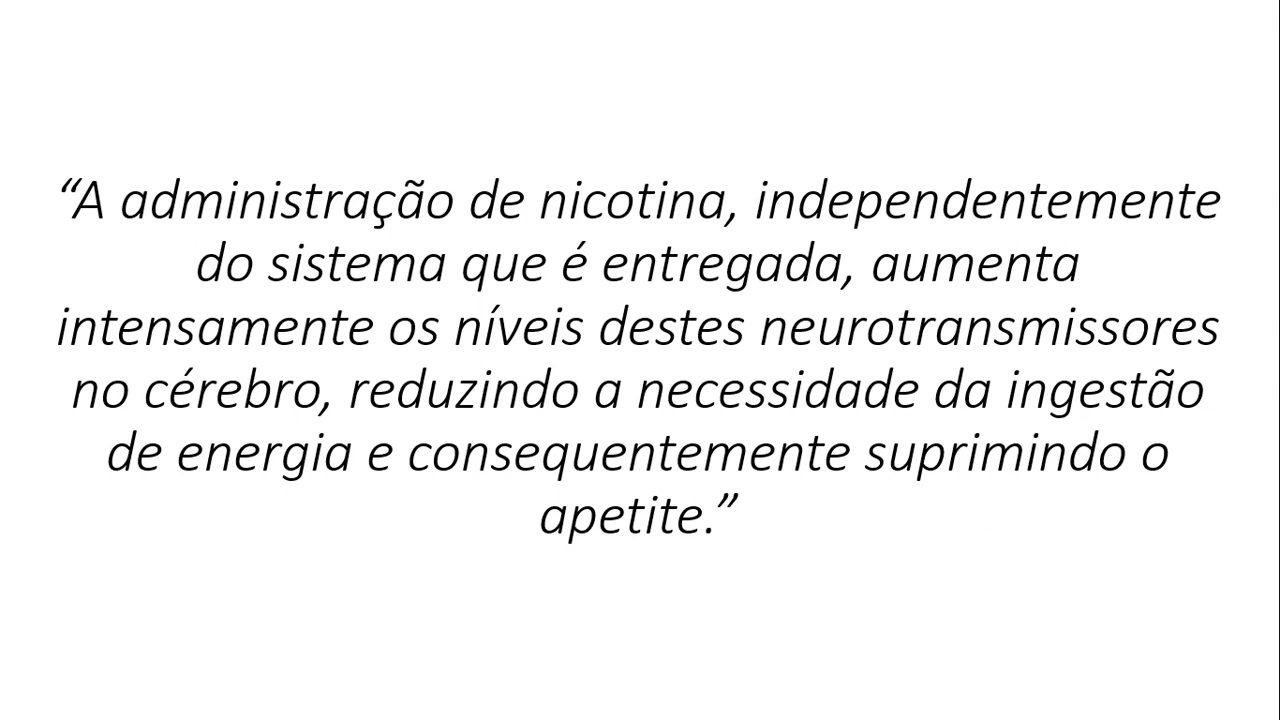 “A administração de nicotina, independentemente
do sistema que é entregada, aumenta
intensamente os níveis destes neurotransmissores
no cérebro, reduzindo a necessidade da ingestão
de energia e consequentemente suprimindo o
apetite.”